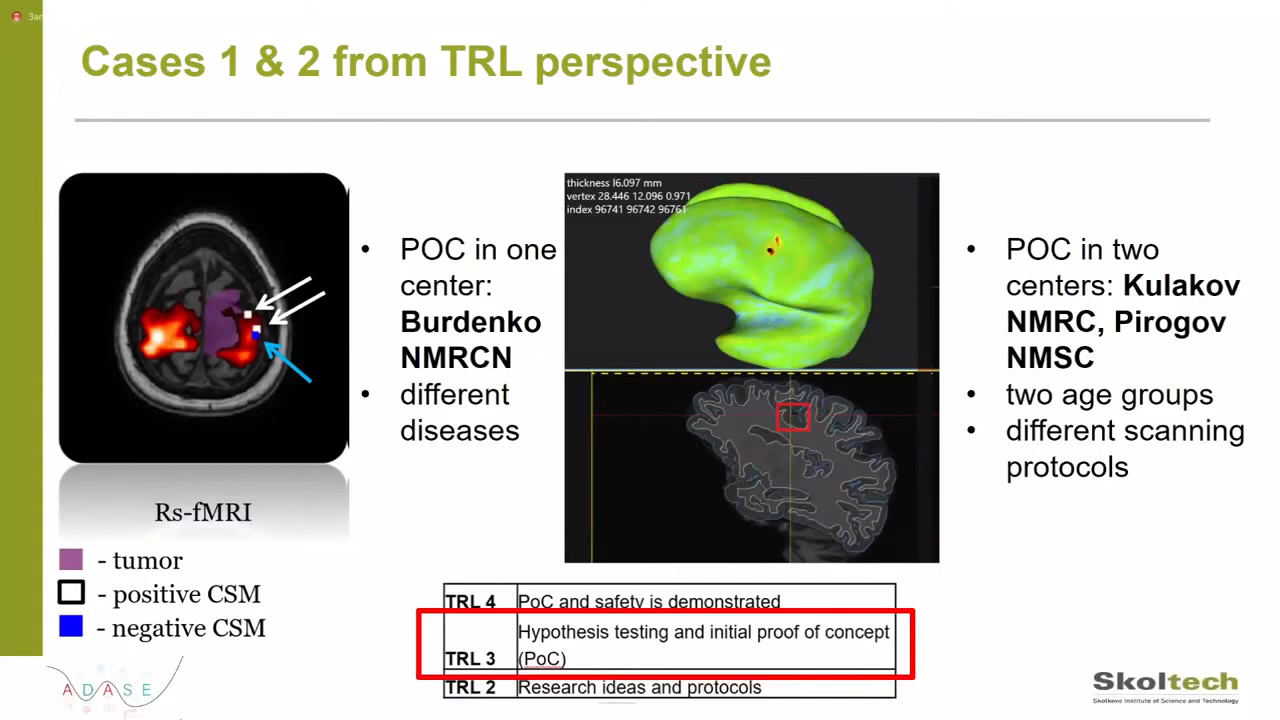 Cases 1 & 2 from TRL perspective
thickness l6.097 mm
vertex 28.446 12.096 0.971
index 96741 96742 96761
• POC in one
center:
Burdenko
NMRCN
• different
diseases
• POC in two
centers: Kulakov
NMRC, Pirogov
NMSC
• two age groups
• different scanning
protocols
Rs-fMRI
- tumor
- positive CSM
- negative CSM
TRL 4 PoC and safety is demonstrated
Hypothesis testing and initial proof of concept
TRL 3 (PoC)
TRL 2 Research ideas and protocols
ADASE
Skoltech
Skolkovo Institute of Science and Technology